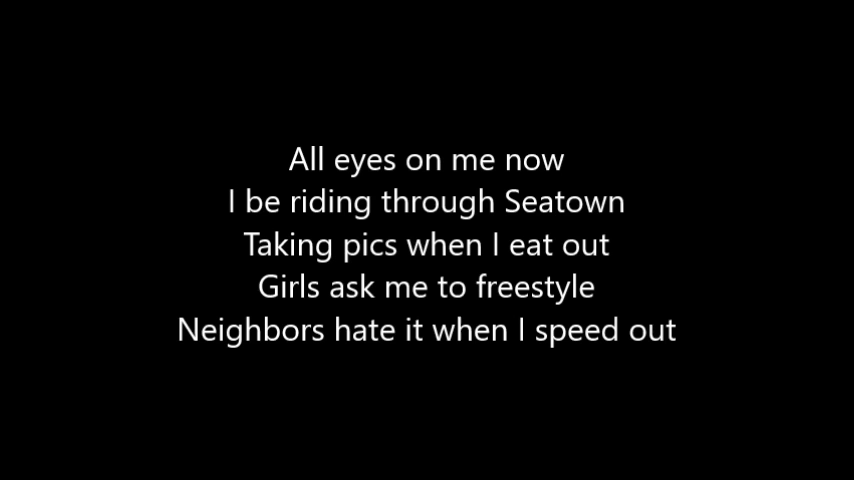 All eyes on me now
I be riding through Seatown
Taking pics when I eat out
Girls ask me to freestyle
Neighbors hate it when I speed out